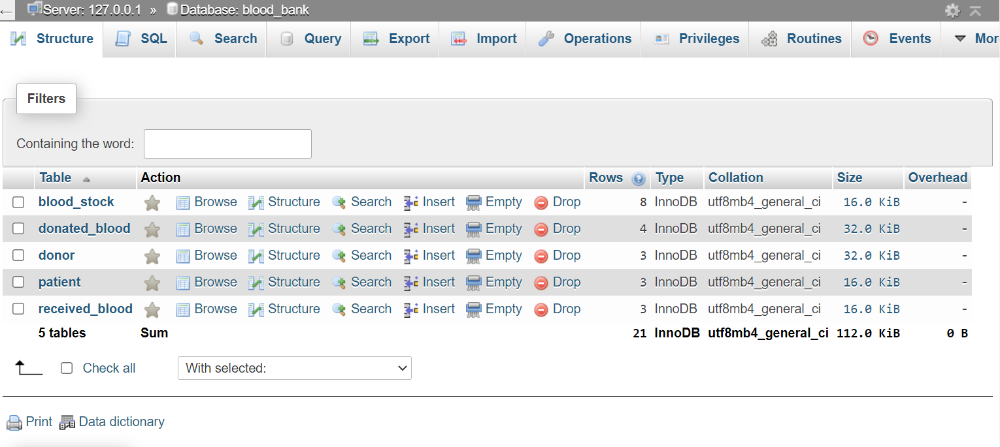 Server: 127.0.0.1 » Database: blood_bank
Structure SQL Search Query Export Import Operations Privileges Routines Events
Filters
Containing the word:
Table Action Rows Type Collation Size Overhead
blood_stock Browse Structure Search Insert Empty Drop 8 InnoDB utf8mb4_general_ci 16.0 KiB -
donated_blood Browse Structure Search Insert Empty Drop 4 InnoDB utf8mb4_general_ci 32.0 KiB -
donor Browse Structure Search Insert Empty Drop 3 InnoDB utf8mb4_general_ci 32.0 KiB -
patient Browse Structure Search Insert Empty Drop 3 InnoDB utf8mb4_general_ci 16.0 KiB -
received_blood Browse Structure Search Insert Empty Drop 3 InnoDB utf8mb4_general_ci 16.0 KiB -
5 tables Sum 21 InnoDB utf8mb4_general_ci 112.0 KiB 0 B
Check all With selected:
Print Data dictionary